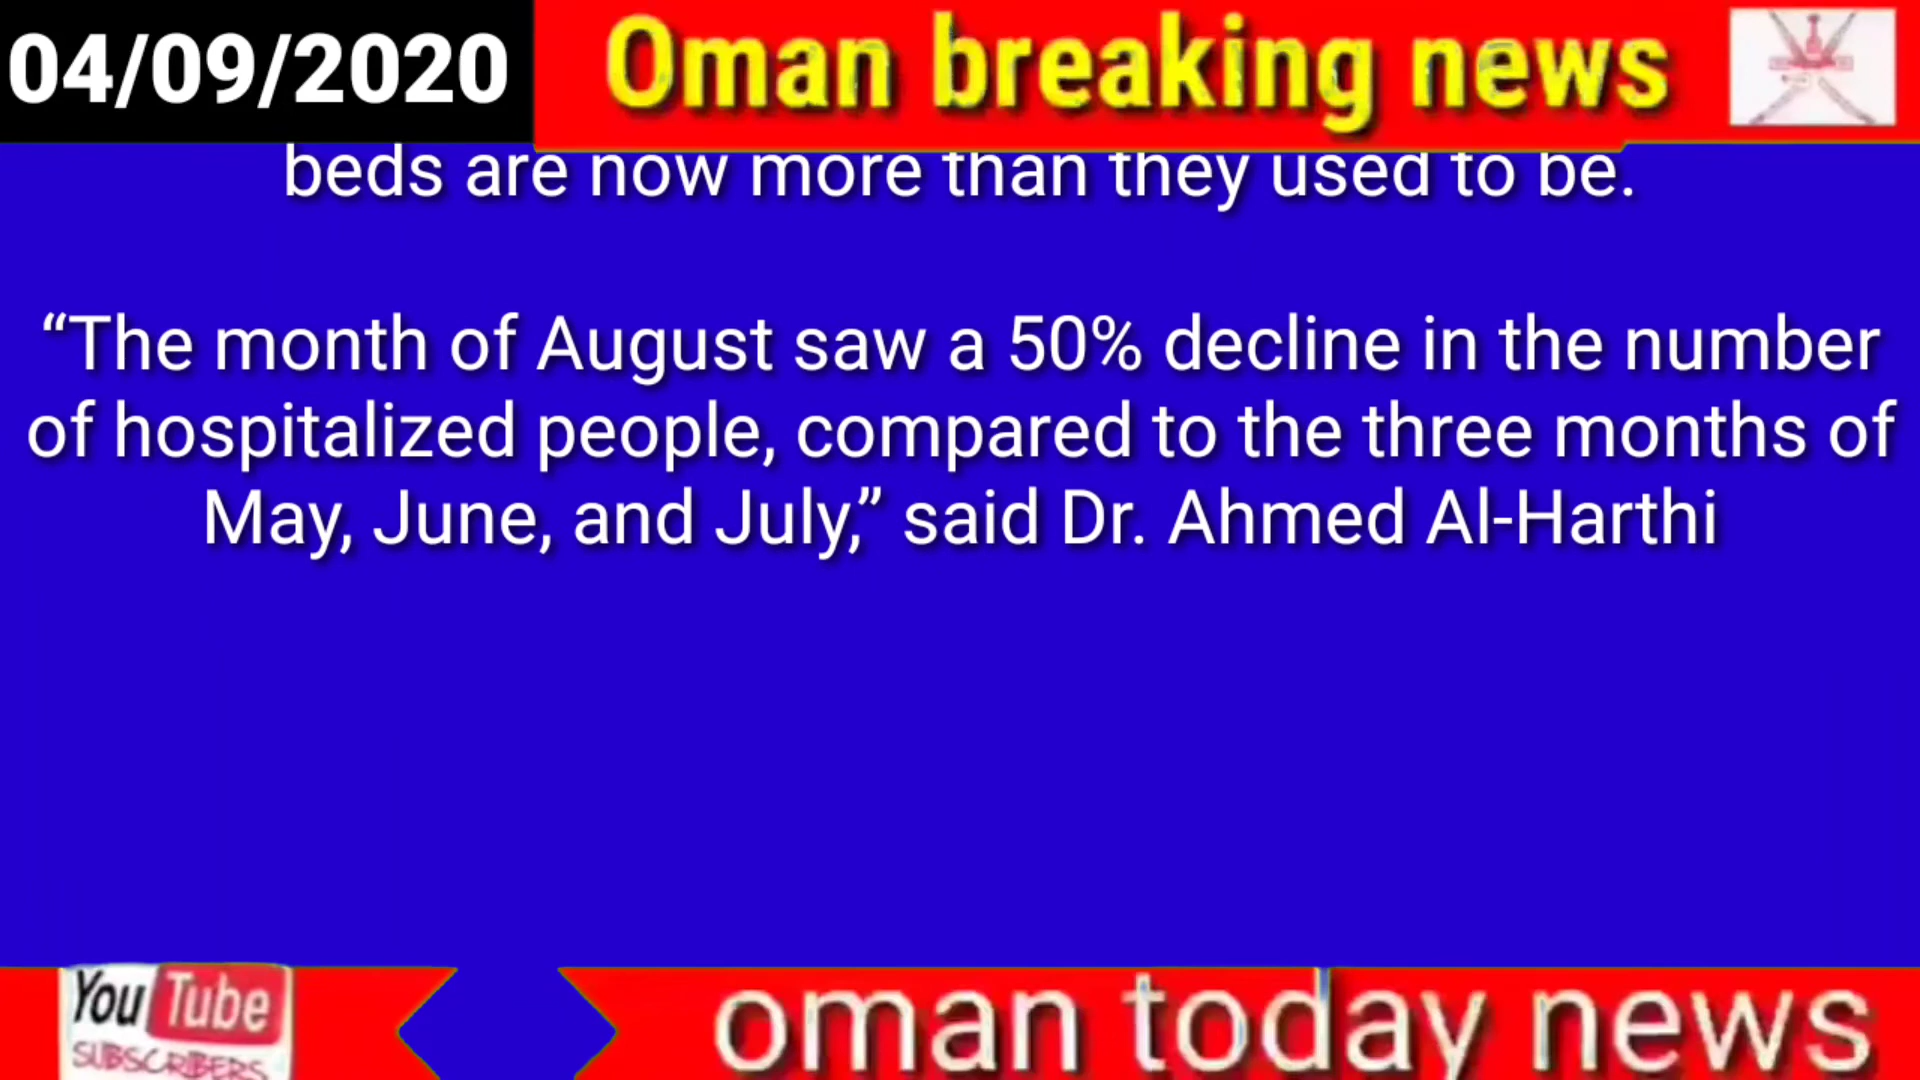 04/09/2020
Oman breaking news
beds are now more than they used to be.
“The month of August saw a 50% decline in the number
of hospitalized people, compared to the three months of
May, June, and July,” said Dr. Ahmed Al-Harthi
YouTube
SUBSCRIBERS
oman today news